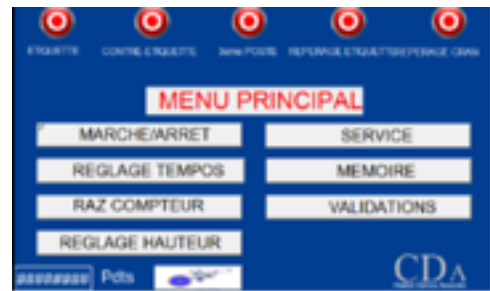 ETIQUETTE CONTRE ETIQUETTE 3eme POSTE REPERAGE ETIQUETTE REPERAGE CRAN
MENU PRINCIPAL
MARCHE/ARRET SERVICE
REGLAGE TEMPOS MEMOIRE
RAZ COMPTEUR VALIDATIONS
REGLAGE HAUTEUR
Pdts CDA